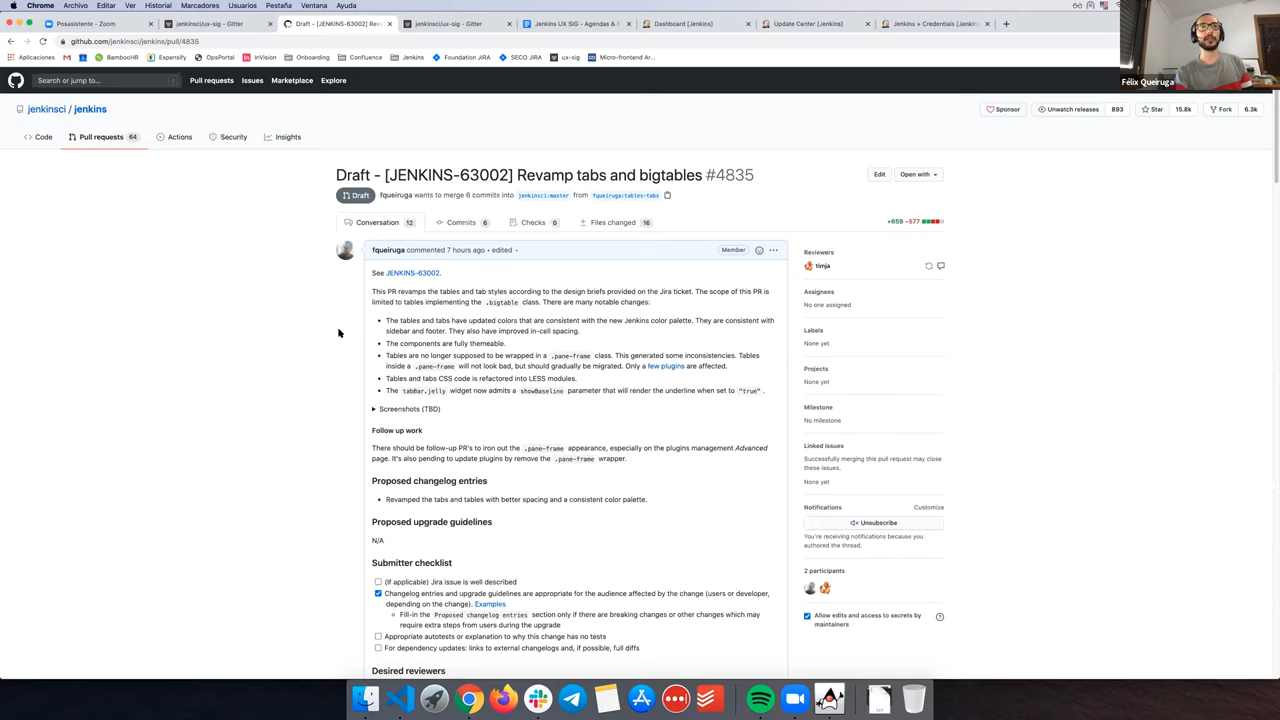 Chrome Archivo Editar Ver Historial Marcadores Usuarios Pestaña Ventana Ayuda
Posasistente - Zoom
jenkinsci/ux-sig - Gitter
Draft - [JENKINS-63002] Reva
jenkinsci/ux-sig - Gitter
Jenkins UX SIG - Agendas & N
Dashboard [Jenkins]
Update Center [Jenkins]
Jenkins » Credentials [Jenkin
github.com/jenkinsci/jenkins/pull/4835
Aplicaciones
BambooHR
Expensify
OpsPortal
InVision
Onboarding
Confluence
Jenkins
Foundation JIRA
SECO JIRA
ux-sig
Micro-frontend Ar...
Félix Queiruga
Search or jump to...
/
Pull requests Issues Marketplace Explore
jenkinsci / jenkins
Sponsor
Unwatch releases 893
Star 15.8k
Fork 6.3k
Code
Pull requests 64
Actions
Security
Insights
Draft - [JENKINS-63002] Revamp tabs and bigtables #4835
Edit
Open with
Draft
fqueiruga wants to merge 6 commits into jenkinsci:master from fqueiruga:tables-tabs
Conversation 12
Commits 6
Checks 0
Files changed 16
+659 -577
fqueiruga commented 7 hours ago • edited
Member
See JENKINS-63002.
This PR revamps the tables and tab styles according to the design briefs provided on the Jira ticket. The scope of this PR is
limited to tables implementing the .bigtable class. There are many notable changes:
• The tables and tabs have updated colors that are consistent with the new Jenkins color palette. They are consistent with
sidebar and footer. They also have improved in-cell spacing.
• The components are fully themeable.
• Tables are no longer supposed to be wrapped in a .pane-frame class. This generated some inconsistencies. Tables
inside a .pane-frame will not look bad, but should gradually be migrated. Only a few plugins are affected.
• Tables and tabs CSS code is refactored into LESS modules.
• The tabBar.jelly widget now admits a showBaseline parameter that will render the underline when set to "true".
Screenshots (TBD)
Follow up work
There should be follow-up PR's to iron out the .pane-frame appearance, especially on the plugins management Advanced
page. It's also pending to update plugins by remove the .pane-frame wrapper.
Proposed changelog entries
• Revamped the tabs and tables with better spacing and a consistent color palette.
Proposed upgrade guidelines
N/A
Submitter checklist
(If applicable) Jira issue is well described
Changelog entries and upgrade guidelines are appropriate for the audience affected by the change (users or developer,
depending on the change). Examples
Fill-in the Proposed changelog entries section only if there are breaking changes or other changes which may
require extra steps from users during the upgrade
Appropriate autotests or explanation to why this change has no tests
For dependency updates: links to external changelogs and, if possible, full diffs
Desired reviewers
Reviewers
timja
Assignees
No one assigned
Labels
None yet
Projects
None yet
Milestone
No milestone
Linked issues
Successfully merging this pull request may close
these issues.
None yet
Notifications
Customize
Unsubscribe
You're receiving notifications because you
authored the thread.
2 participants
Allow edits and access to secrets by
maintainers